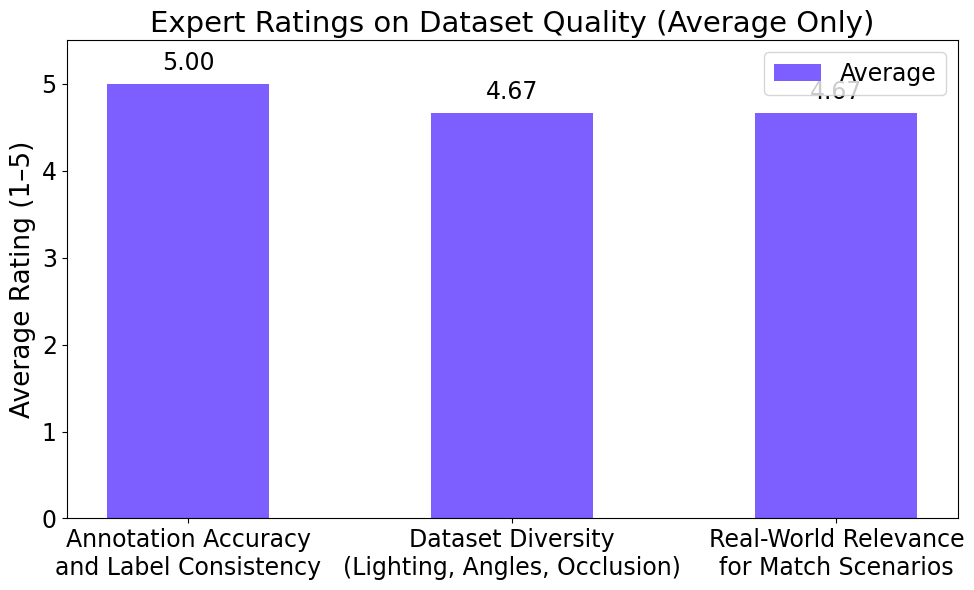 Expert Ratings on Dataset Quality (Average Only)
Average Rating (1–5)
5
4
3
2
1
0
5.00
4.67
4.67
Average
Annotation Accuracy
and Label Consistency
Dataset Diversity
(Lighting, Angles, Occlusion)
Real-World Relevance
for Match Scenarios